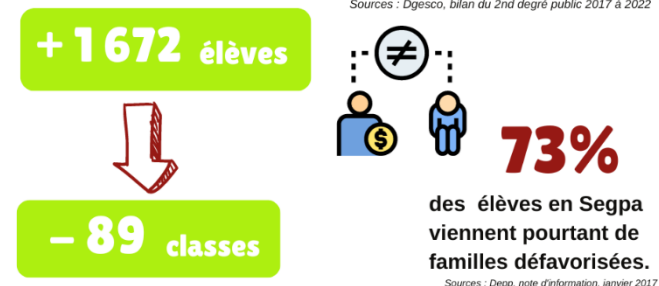 Sources : Dgesco, bilan du 2nd degré public 2017 à 2022
+ 1 672 élèves
- 89 classes
≠
$
73%
des élèves en Segpa
viennent pourtant de
familles défavorisées.
Sources : Depp, note d'information, janvier 2017